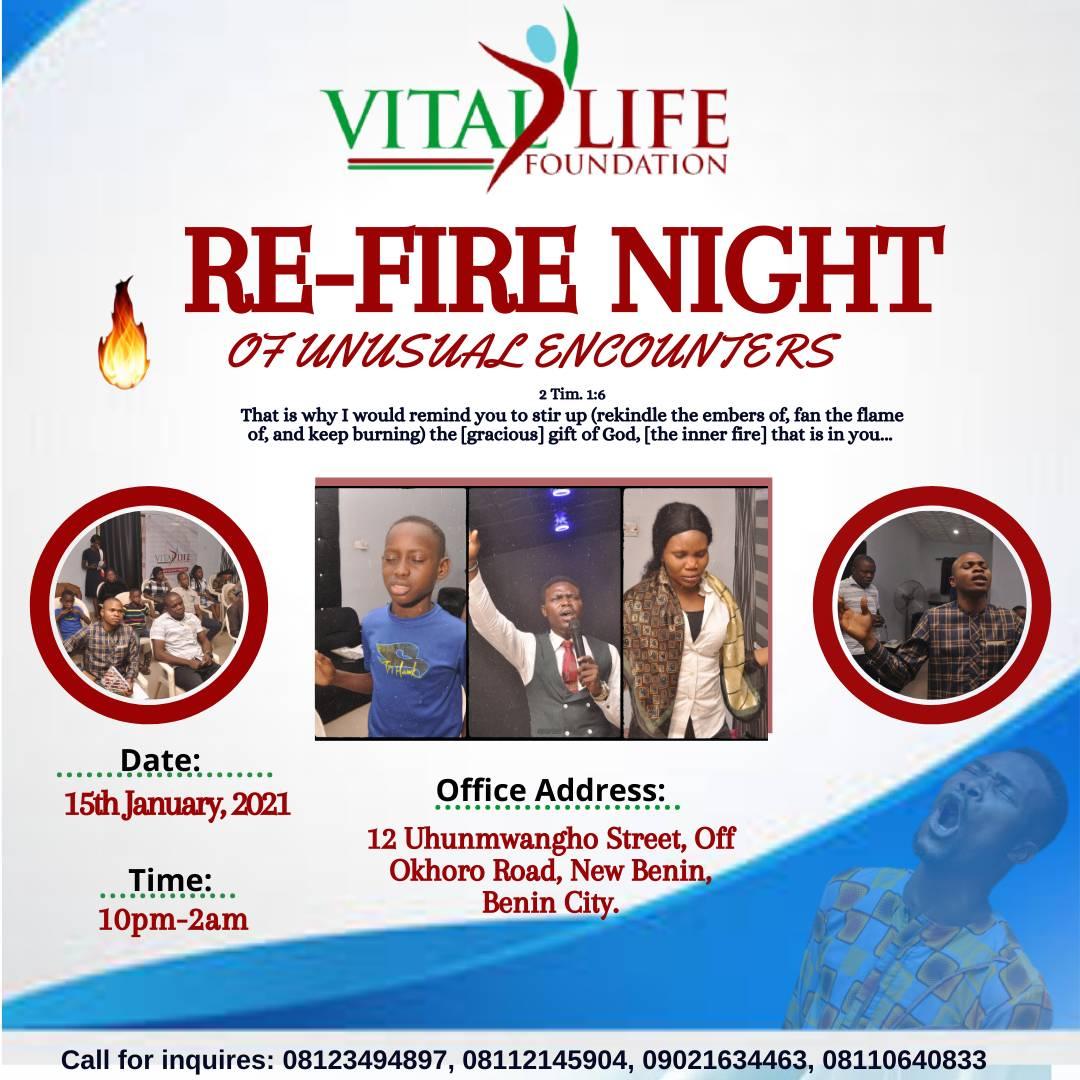 VITAL LIFE
FOUNDATION
RE-FIRE NIGHT
OF UNUSUAL ENCOUNTERS
2 Tim. 1:6
That is why I would remind you to stir up (rekindle the embers of, fan the flame
of, and keep burning) the [gracious] gift of God, [the inner fire] that is in you...
VITAL LIFE
Date:
15th January, 2021
Time:
10pm-2am
Office Address:
12 Uhunmwangho Street, Off
Okhoro Road, New Benin,
Benin City.
Call for inquires: 08123494897, 08112145904, 09021634463, 08110640833